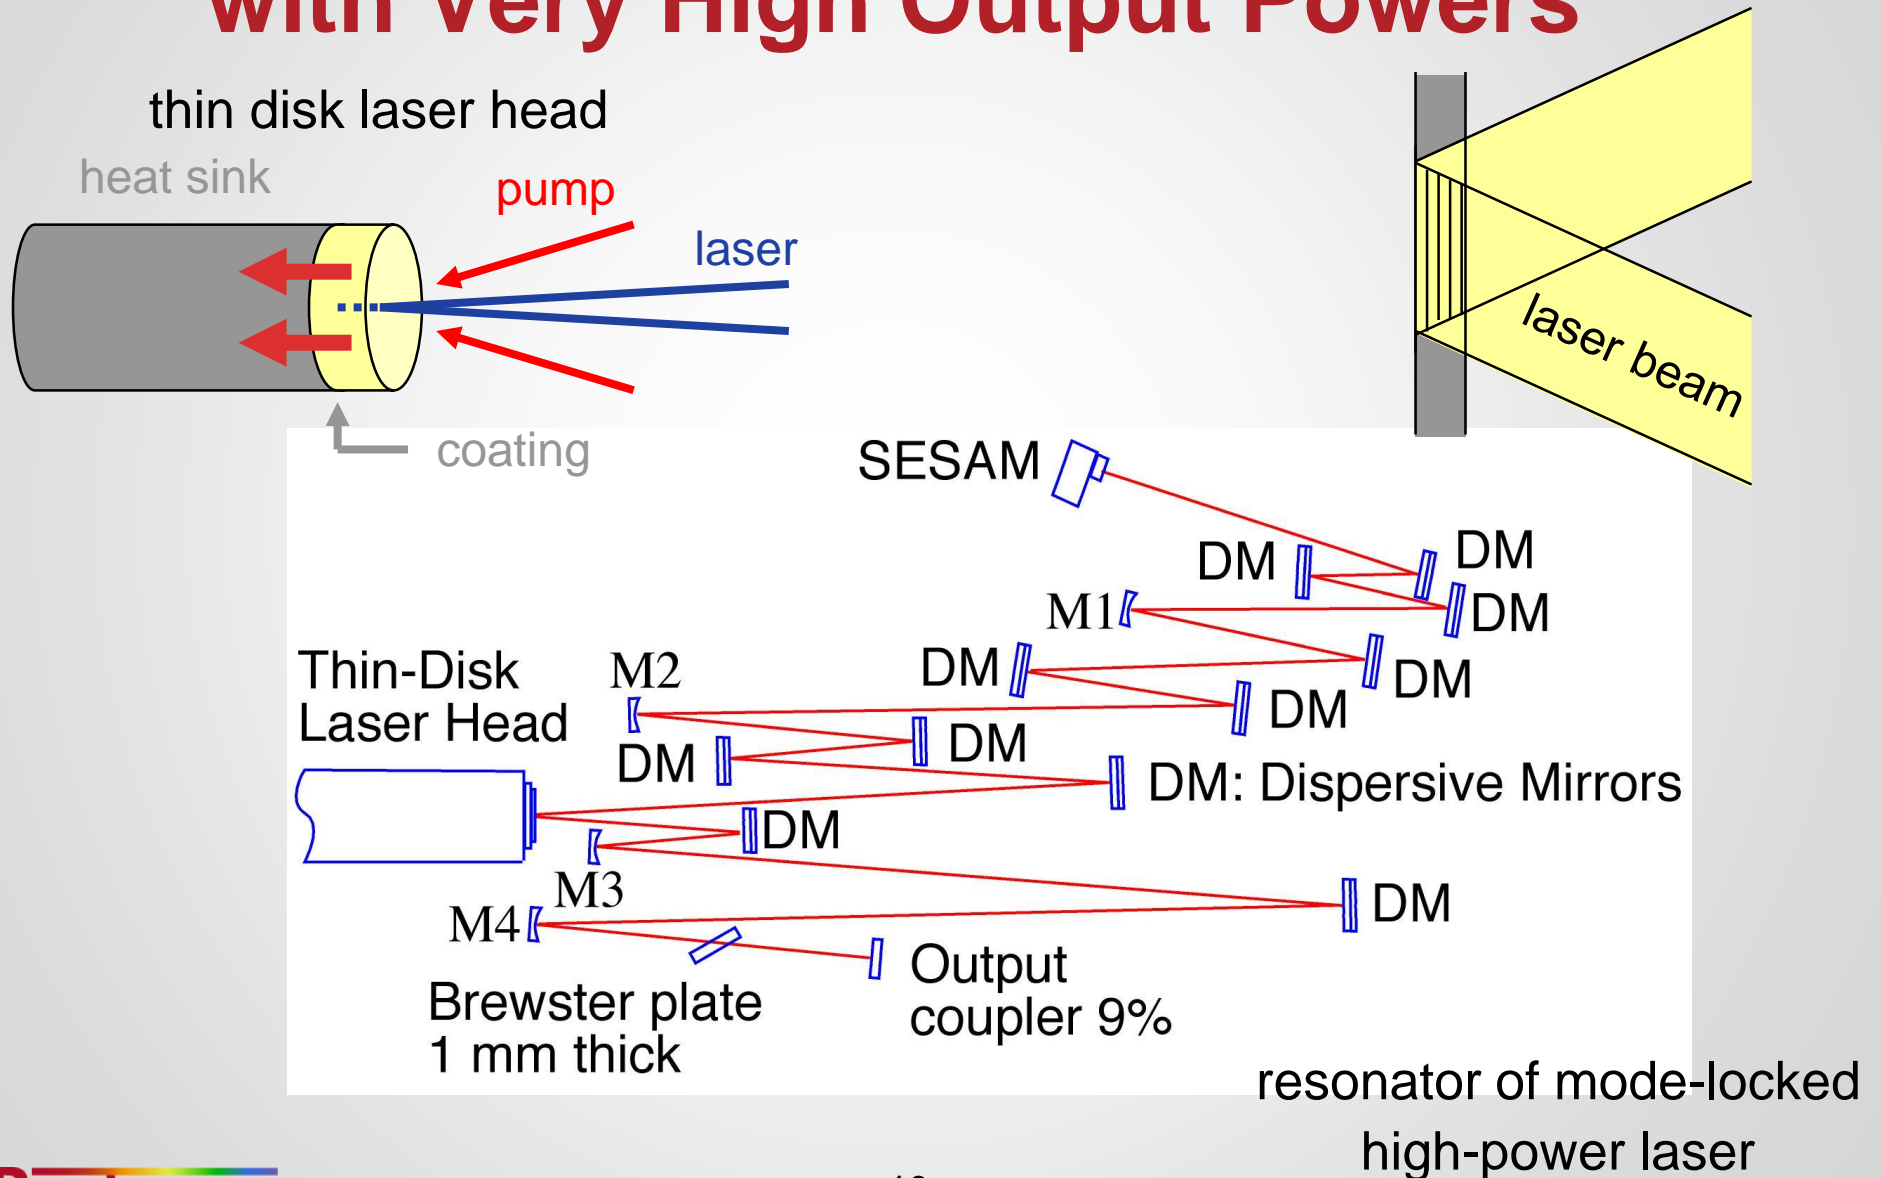 with Very High Output Powers
thin disk laser head
heat sink
pump
laser
laser beam
coating
SESAM
DM
DM
M1
DM
Thin-Disk
Laser Head
M2
DM
DM
DM
DM
DM
DM: Dispersive Mirrors
DM
M3
DM
M4
Output
coupler 9%
Brewster plate
1 mm thick
resonator of mode-locked
high-power laser